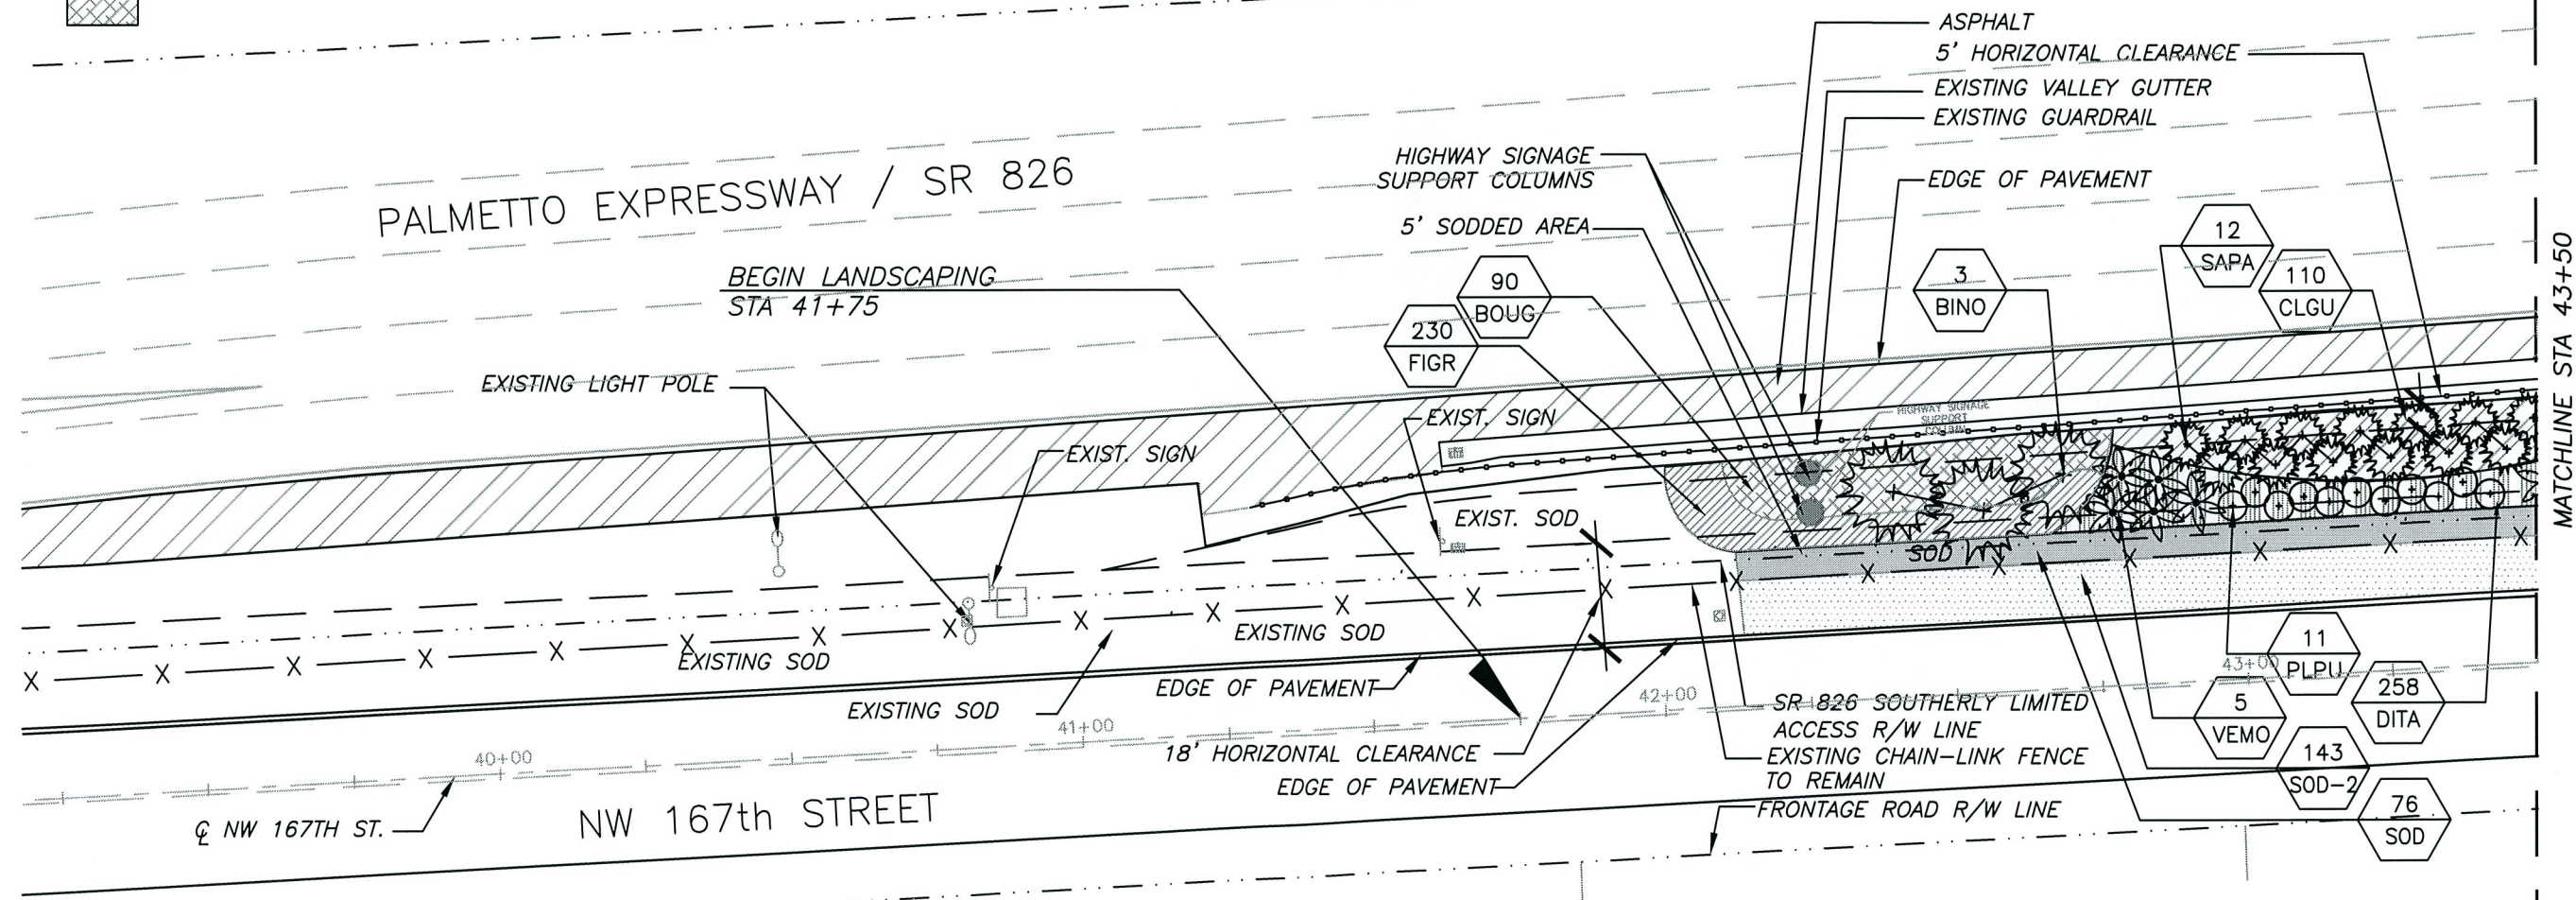 ASPHALT
5' HORIZONTAL CLEARANCE
EXISTING VALLEY GUTTER
EXISTING GUARDRAIL
HIGHWAY SIGNAGE
SUPPORT COLUMNS
EDGE OF PAVEMENT
PALMETTO EXPRESSWAY / SR 826
5' SODDED AREA
12
SAPA
BEGIN LANDSCAPING
STA 41+75
90
BOUG
3
BINO
110
CLGU
MATCHLINE STA 43+50
230
FIGR
EXISTING LIGHT POLE
EXIST. SIGN
HIGHWAY SIGNAGE
SUPPORT
COLUMN
EXIST. SIGN
EXIST. SOD
SOD
EXISTING SOD
EXISTING SOD
11
PLPU
43+00
EDGE OF PAVEMENT
258
DITA
EXISTING SOD
42+00
SR 826 SOUTHERLY LIMITED
ACCESS R/W LINE
5
VEMO
41+00
18' HORIZONTAL CLEARANCE
EXISTING CHAIN-LINK FENCE
TO REMAIN
143
SOD-2
40+00
EDGE OF PAVEMENT
FRONTAGE ROAD R/W LINE
76
SOD
℄ NW 167TH ST.
NW 167th STREET